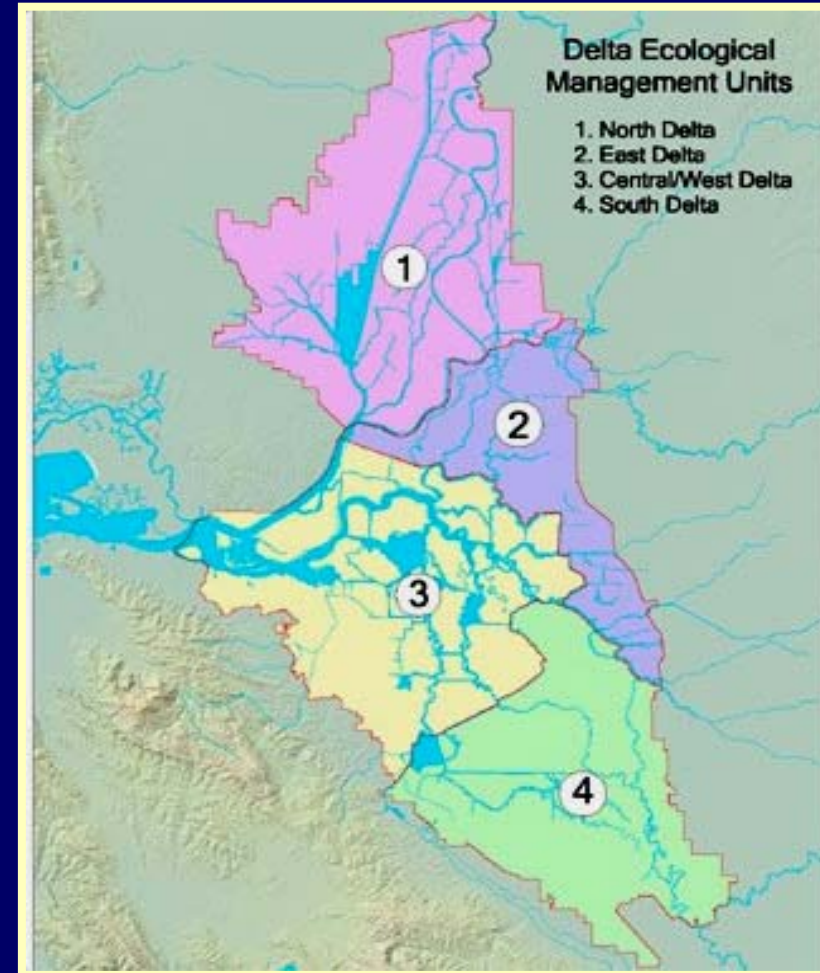 Delta Ecological
Management Units
1. North Delta
2. East Delta
3. Central/West Delta
4. South Delta
1
2
3
4